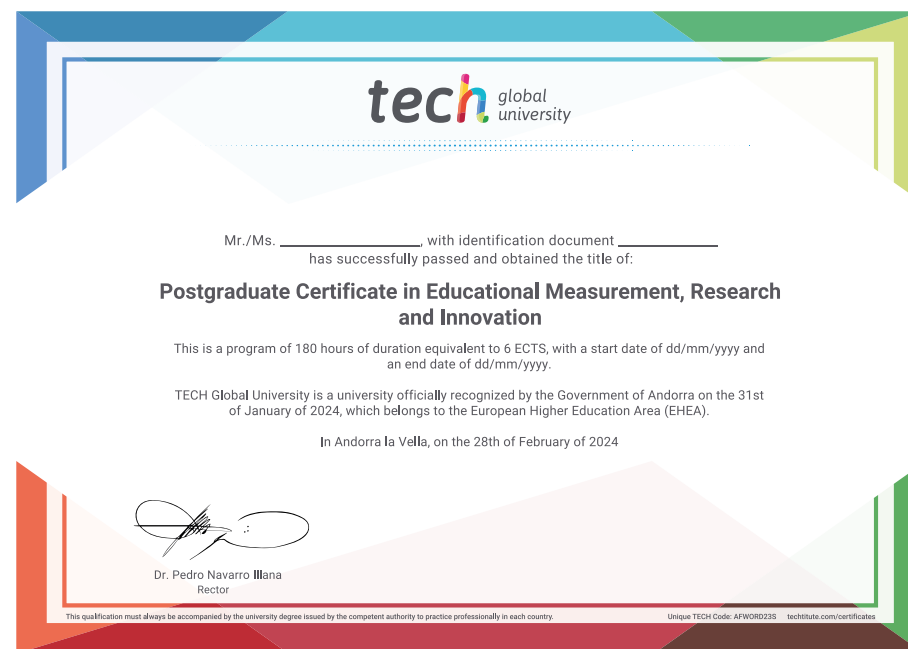 tech global
university
Mr./Ms. ____________, with identification document ____________
has successfully passed and obtained the title of:
Postgraduate Certificate in Educational Measurement, Research
and Innovation
This is a program of 180 hours of duration equivalent to 6 ECTS, with a start date of dd/mm/yyyy and
an end date of dd/mm/yyyy.
TECH Global University is a university officially recognized by the Government of Andorra on the 31st
of January of 2024, which belongs to the European Higher Education Area (EHEA).
In Andorra la Vella, on the 28th of February of 2024
Dr. Pedro Navarro Illana
Rector
This qualification must always be accompanied by the university degree issued by the competent authority to practice professionally in each country.
Unique TECH Code: AFWORD23S techtitute.com/certificates